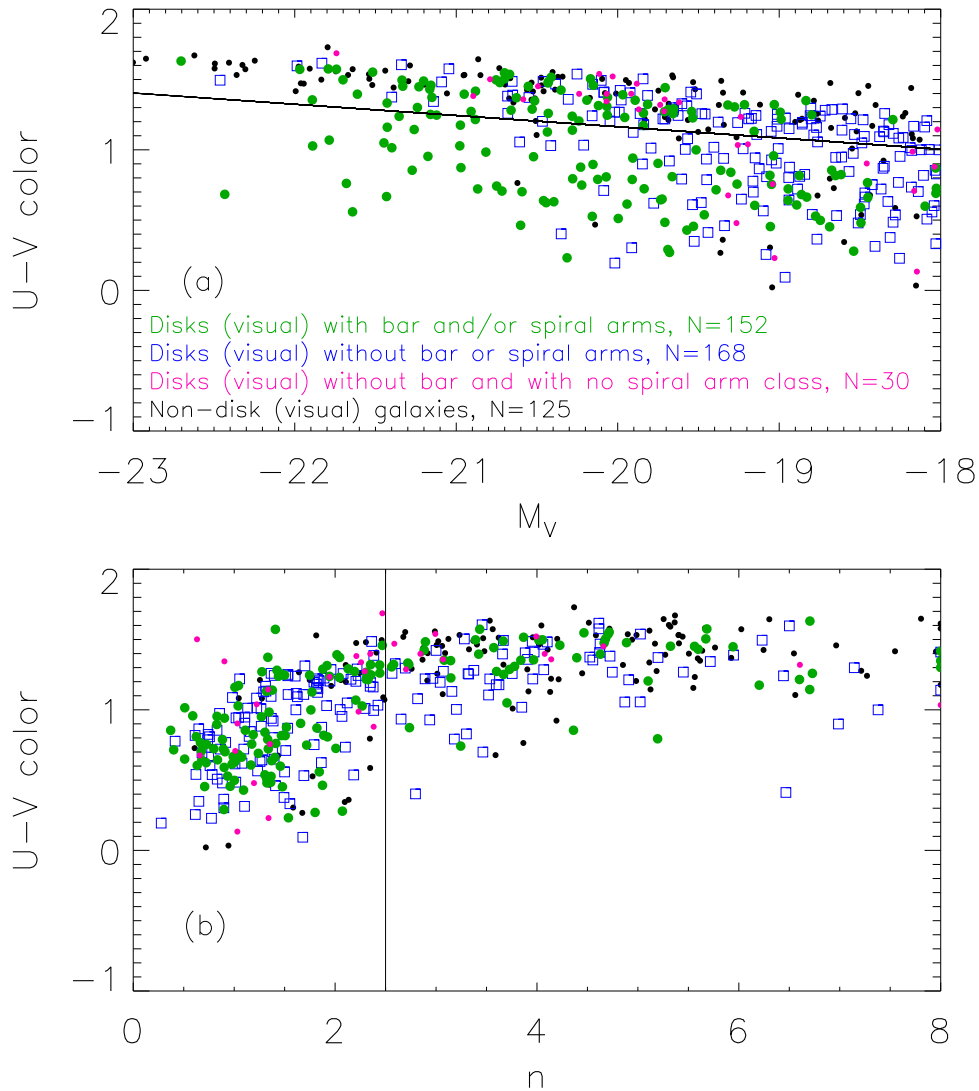 2
1
0
−1
U−V color
(a)
Disks (visual) with bar and/or spiral arms, N=152
Disks (visual) without bar or spiral arms, N=168
Disks (visual) without bar and with no spiral arm class, N=30
Non−disk (visual) galaxies, N=125
−23 −22 −21 −20 −19 −18
M_V
2
1
0
−1
U−V color
(b)
0 2 4 6 8
n